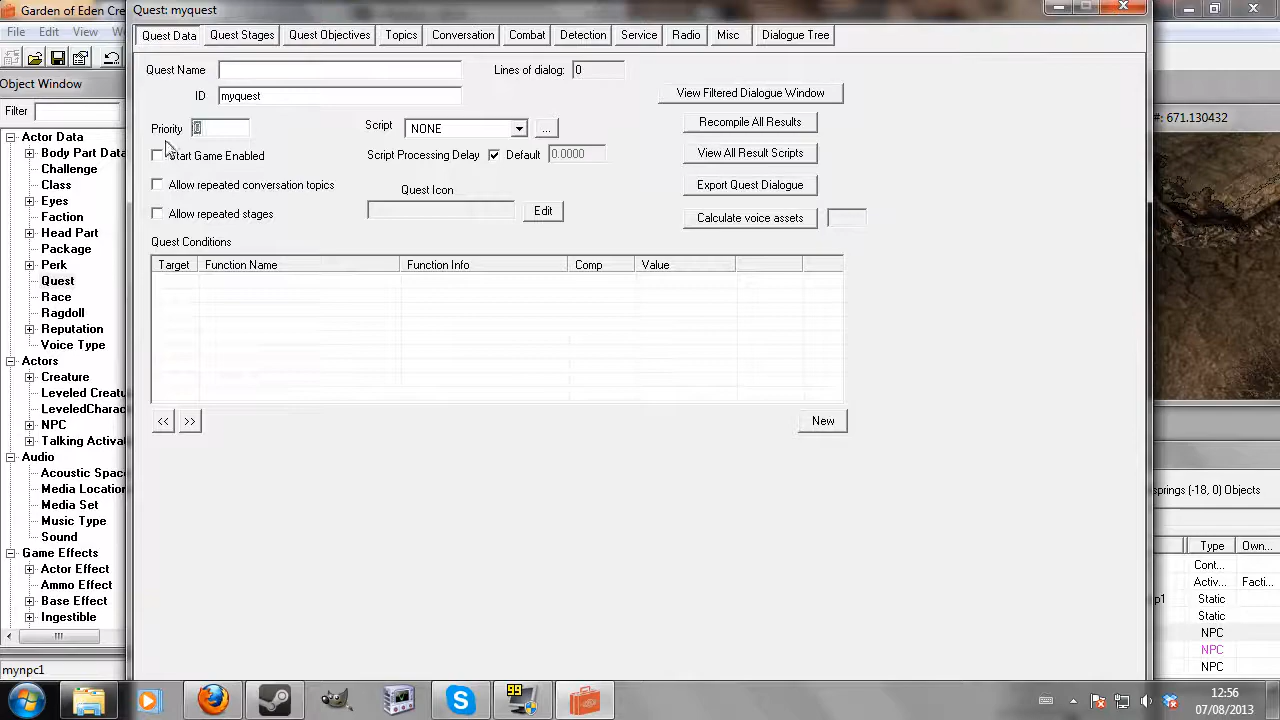 Garden of Eden Cre
Quest: myquest
File Edit View W
Object Window
Filter
Actor Data
Body Part Data
Challenge
Class
Eyes
Faction
Head Part
Package
Perk
Quest
Race
Ragdoll
Reputation
Voice Type
Actors
Creature
Leveled Creatu
LeveledCharac
NPC
Talking Activat
Audio
Acoustic Space
Media Location
Media Set
Music Type
Sound
Game Effects
Actor Effect
Ammo Effect
Base Effect
Ingestible
mynpc1
Quest Data Quest Stages Quest Objectives Topics Conversation Combat Detection Service Radio Misc Dialogue Tree
Quest Name Lines of dialog: 0
ID myquest
View Filtered Dialogue Window
Priority 0 Script NONE ...
Recompile All Results
Start Game Enabled Script Processing Delay Default 0.0000
View All Result Scripts
Allow repeated conversation topics Quest Icon
Export Quest Dialogue
Allow repeated stages Edit
Calculate voice assets
Quest Conditions
Target Function Name Function Info Comp Value
<< >> New
#: 671.130432
springs (-18, 0) Objects
Type Own...
Cont...
Activ... Facti...
p1 Static
Static
NPC
NPC
NPC
99
12:56
07/08/2013